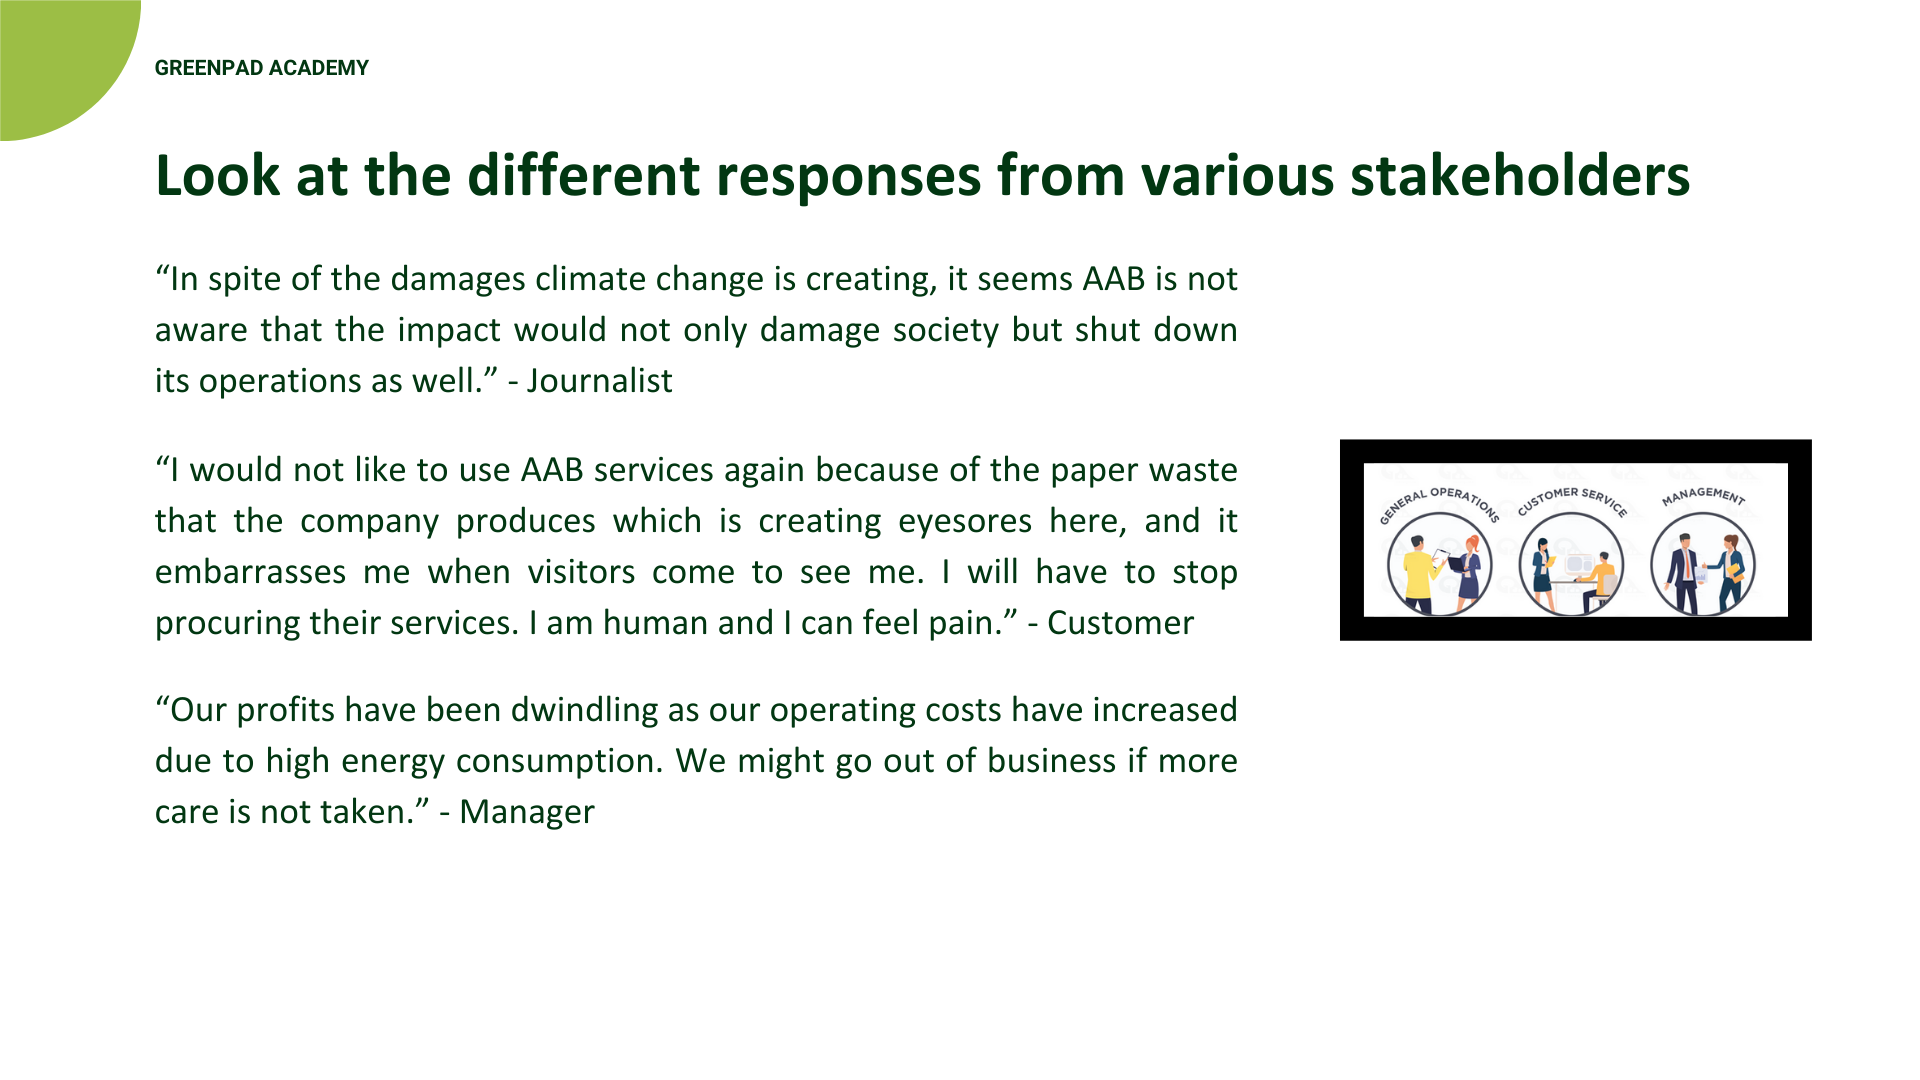 GREENPAD ACADEMY
Look at the different responses from various stakeholders
“In spite of the damages climate change is creating, it seems AAB is not
aware that the impact would not only damage society but shut down
its operations as well.” - Journalist
“I would not like to use AAB services again because of the paper waste
that the company produces which is creating eyesores here, and it
embarrasses me when visitors come to see me. I will have to stop
procuring their services. I am human and I can feel pain.” - Customer
“Our profits have been dwindling as our operating costs have increased
due to high energy consumption. We might go out of business if more
care is not taken.” - Manager
GENERAL OPERATIONS
CUSTOMER SERVICE
MANAGEMENT